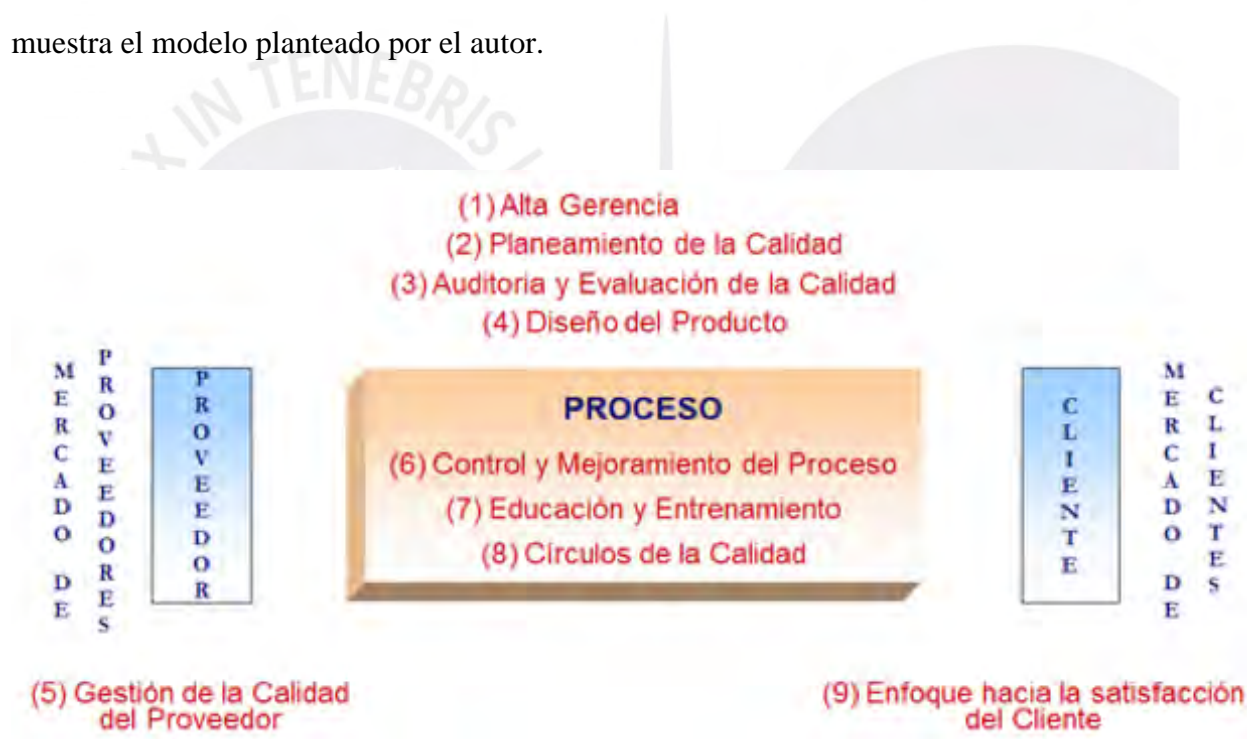 muestra el modelo planteado por el autor.
X IN TENEBRIS
(1) Alta Gerencia
(2) Planeamiento de la Calidad
(3) Auditoria y Evaluación de la Calidad
(4) Diseño del Producto
MERCADO DE
PROVEEDORES
PROVEEDOR
PROCESO
(6) Control y Mejoramiento del Proceso
(7) Educación y Entrenamiento
(8) Círculos de la Calidad
CLIENTE
MERCADO DE
CLIENTES
(5) Gestión de la Calidad
del Proveedor
(9) Enfoque hacia la satisfacción
del Cliente